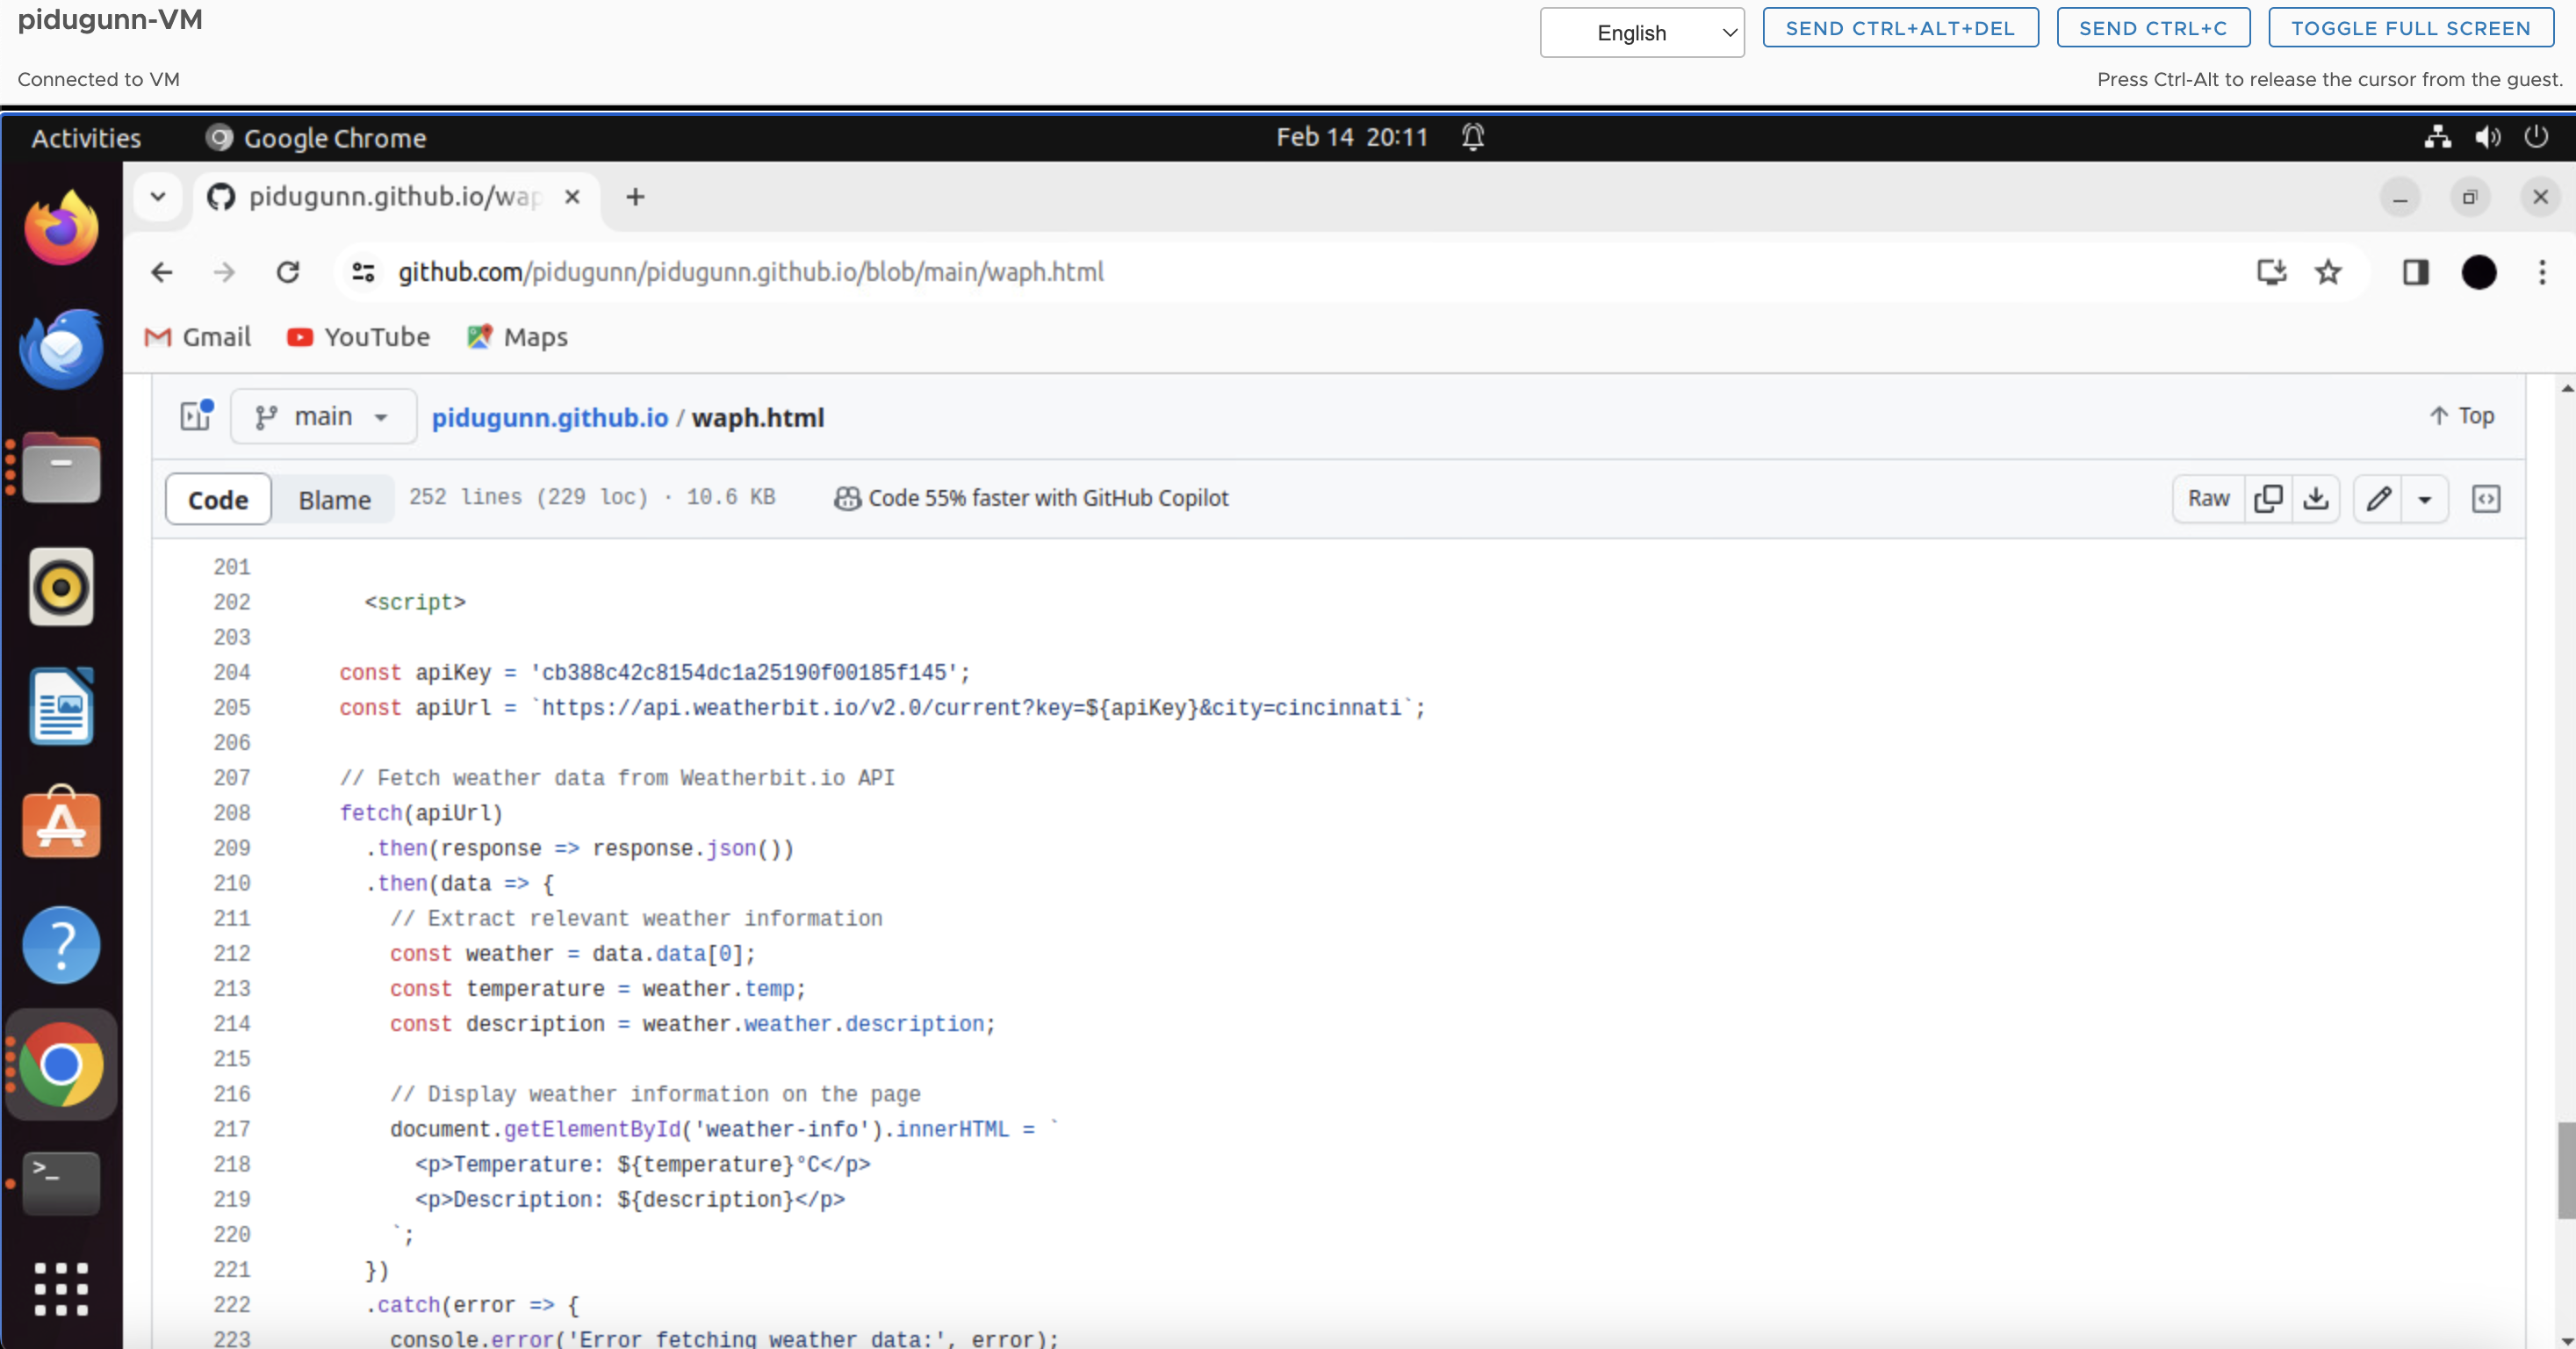 pidugunn-VM
English
SEND CTRL+ALT+DEL
SEND CTRL+C
TOGGLE FULL SCREEN
Connected to VM
Press Ctrl-Alt to release the cursor from the guest.
Activities
Google Chrome
Feb 14 20:11
pidugunn.github.io/wap
github.com/pidugunn/pidugunn.github.io/blob/main/waph.html
Gmail
YouTube
Maps
main
pidugunn.github.io / waph.html
Top
Code
Blame
252 lines (229 loc) · 10.6 KB
Code 55% faster with GitHub Copilot
Raw
201
202 <script>
203
204 const apiKey = 'cb388c42c8154dc1a25190f00185f145';
205 const apiUrl = `https://api.weatherbit.io/v2.0/current?key=${apiKey}&city=cincinnati`;
206
207 // Fetch weather data from Weatherbit.io API
208 fetch(apiUrl)
209 .then(response => response.json())
210 .then(data => {
211 // Extract relevant weather information
212 const weather = data.data[0];
213 const temperature = weather.temp;
214 const description = weather.weather.description;
215
216 // Display weather information on the page
217 document.getElementById('weather-info').innerHTML = `
218 <p>Temperature: ${temperature}°C</p>
219 <p>Description: ${description}</p>
220 `;
221 })
222 .catch(error => {
223 console.error('Error fetching weather data:', error);